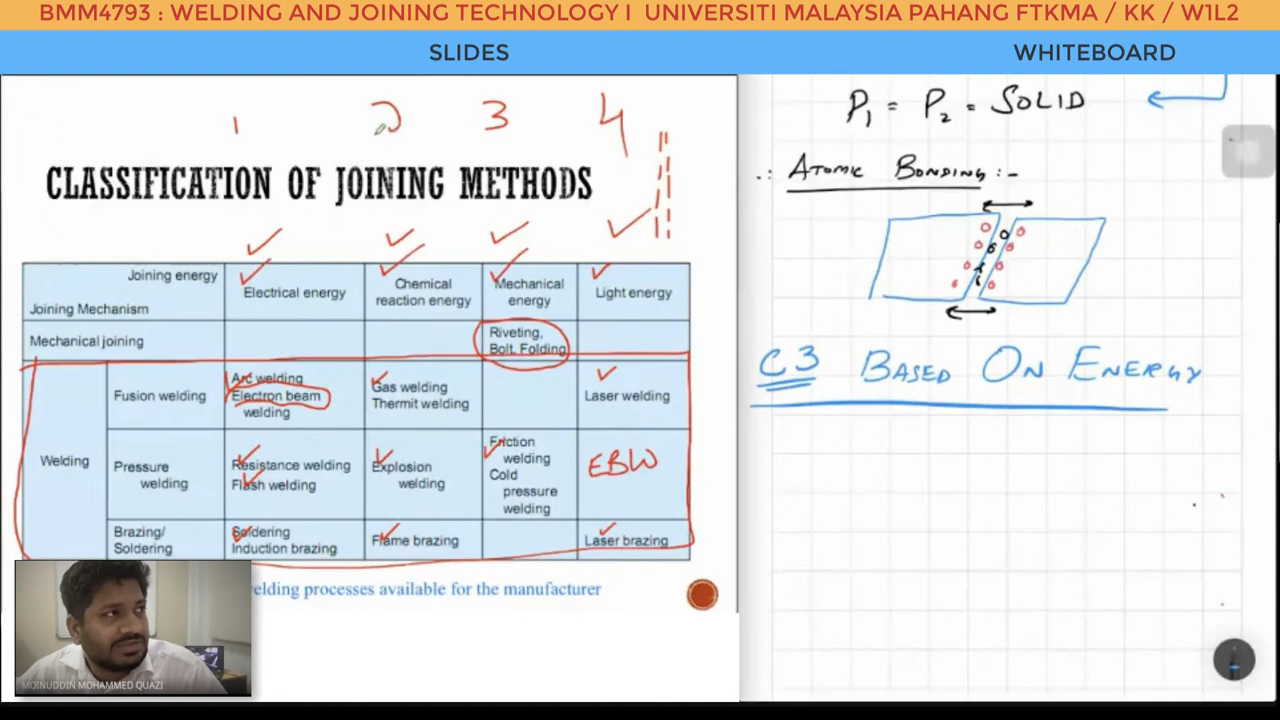 BMM4793 : WELDING AND JOINING TECHNOLOGY I UNIVERSITI MALAYSIA PAHANG FTKMA / KK / W1L2
SLIDES
WHITEBOARD
1 2 3 4
CLASSIFICATION OF JOINING METHODS
Joining energy
Joining Mechanism
Electrical energy
Chemical
reaction energy
Mechanical
energy
Light energy
Mechanical joining
Riveting,
Bolt. Folding
Welding
Fusion welding
Arc welding
Electron beam
welding
Gas welding
Thermit welding
Laser welding
Pressure
welding
Resistance welding
Flash welding
Explosion
welding
Friction
welding
Cold
pressure
welding
EBW
Brazing/
Soldering
Soldering
Induction brazing
Flame brazing
Laser brazing
elding processes available for the manufacturer
MOINUDDIN MOHAMMED QUAZI
P1 = P2 = SOLID
∴ ATOMIC BONDING :-
C3 BASED ON ENERGY